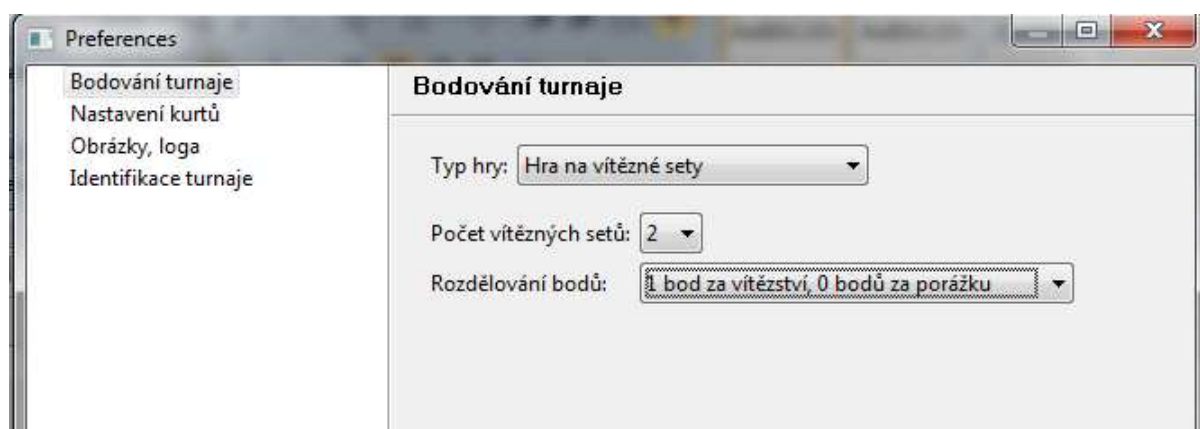 Preferences
Bodování turnaje
Nastavení kurtů
Obrázky, loga
Identifikace turnaje
Bodování turnaje
Typ hry: Hra na vítězné sety
Počet vítězných setů: 2
Rozdělování bodů: 1 bod za vítězství, 0 bodů za porážku